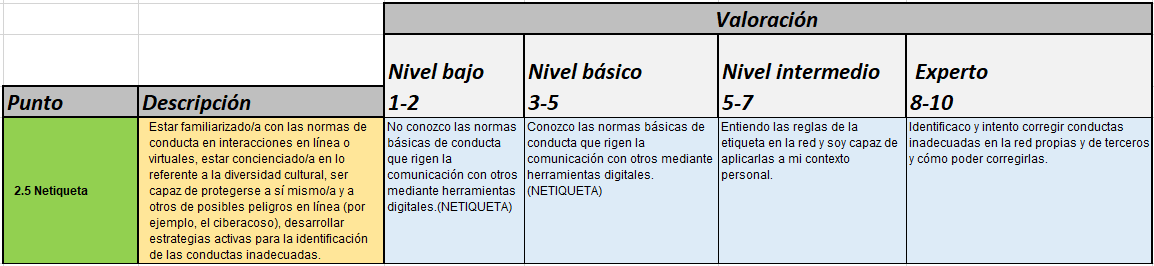 Valoración
Nivel bajo
1-2
Nivel básico
3-5
Nivel intermedio
5-7
Experto
8-10
Punto
Descripción
2.5 Netiqueta
Estar familiarizado/a con las normas de
conducta en interacciones en línea o
virtuales, estar concienciado/a en lo
referente a la diversidad cultural, ser
capaz de protegerse a sí mismo/a y a
otros de posibles peligros en línea (por
ejemplo, el ciberacoso), desarrollar
estrategias activas para la identificación
de las conductas inadecuadas.
No conozco las normas
básicas de conducta
que rigen la
comunicación con otros
mediante herramientas
digitales.(NETIQUETA)
Conozco las normas básicas de
conducta que rigen la
comunicación con otros mediante
herramientas digitales.
(NETIQUETA)
Entiendo las reglas de la
etiqueta en la red y soy capaz de
aplicarlas a mi contexto
personal.
Identificaco y intento corregir conductas
inadecuadas en la red propias y de terceros
y cómo poder corregirlas.